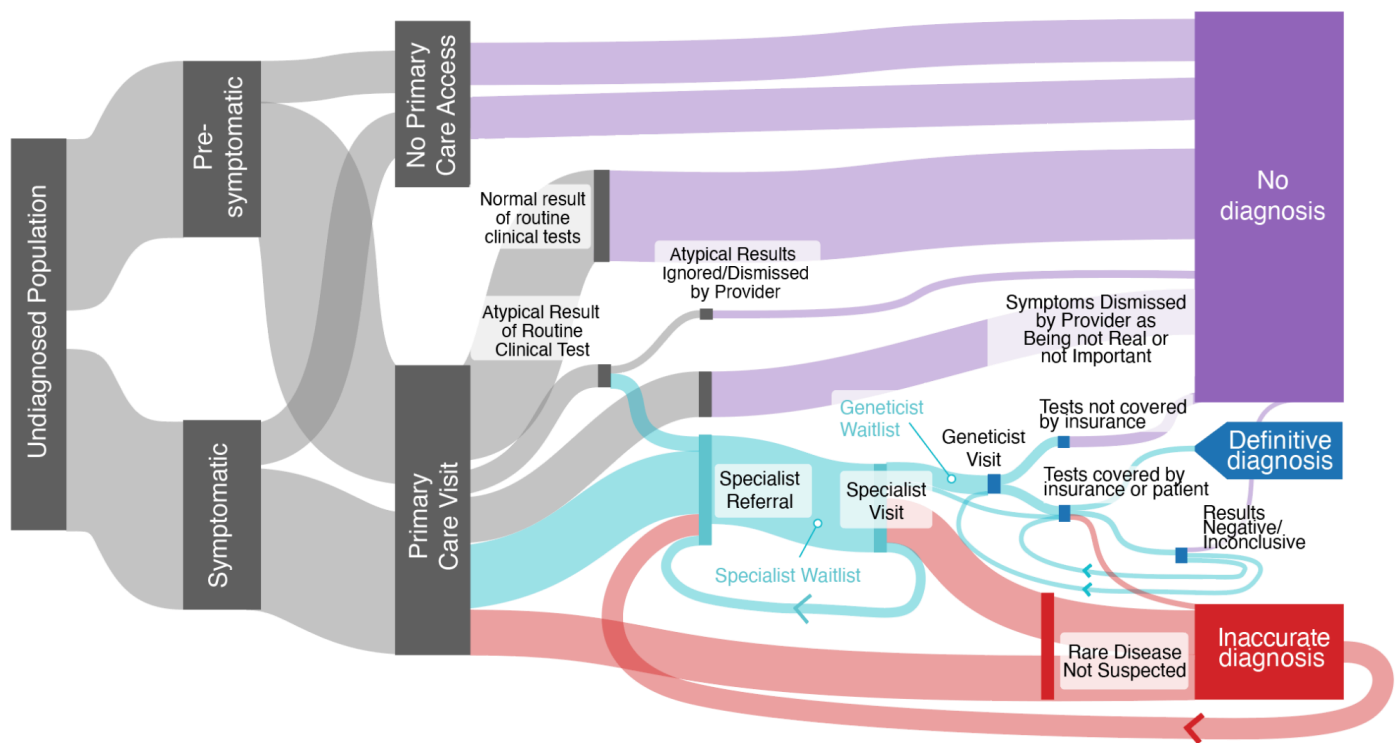 Undiagnosed Population
Pre-
symptomatic
Symptomatic
No Primary
Care Access
Primary
Care Visit
Normal result
of routine
clinical tests
Atypical Result
of Routine
Clinical Test
Atypical Results
Ignored/Dismissed
by Provider
Symptoms Dismissed
by Provider as
Being not Real or
not Important
Specialist
Referral
Specialist Waitlist
Specialist
Visit
Geneticist
Waitlist
Geneticist
Visit
Tests not covered
by insurance
Tests covered by
insurance or patient
Results
Negative/
Inconclusive
Rare Disease
Not Suspected
No
diagnosis
Definitive
diagnosis
Inaccurate
diagnosis